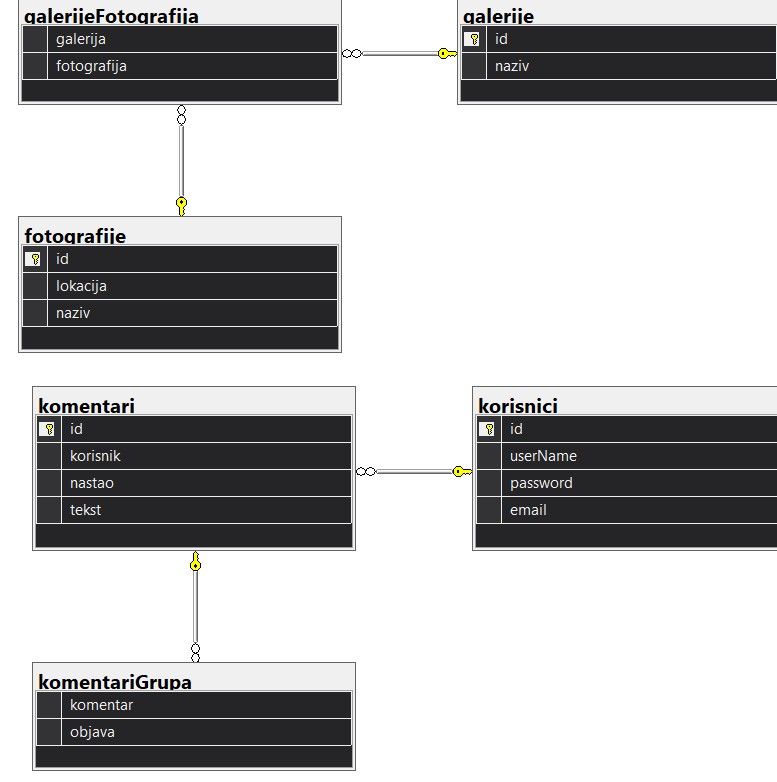 galerijeFotografija
galerija
fotografija
galerije
id
naziv
fotografije
id
lokacija
naziv
komentari
id
korisnik
nastao
tekst
korisnici
id
userName
password
email
komentariGrupa
komentar
objava